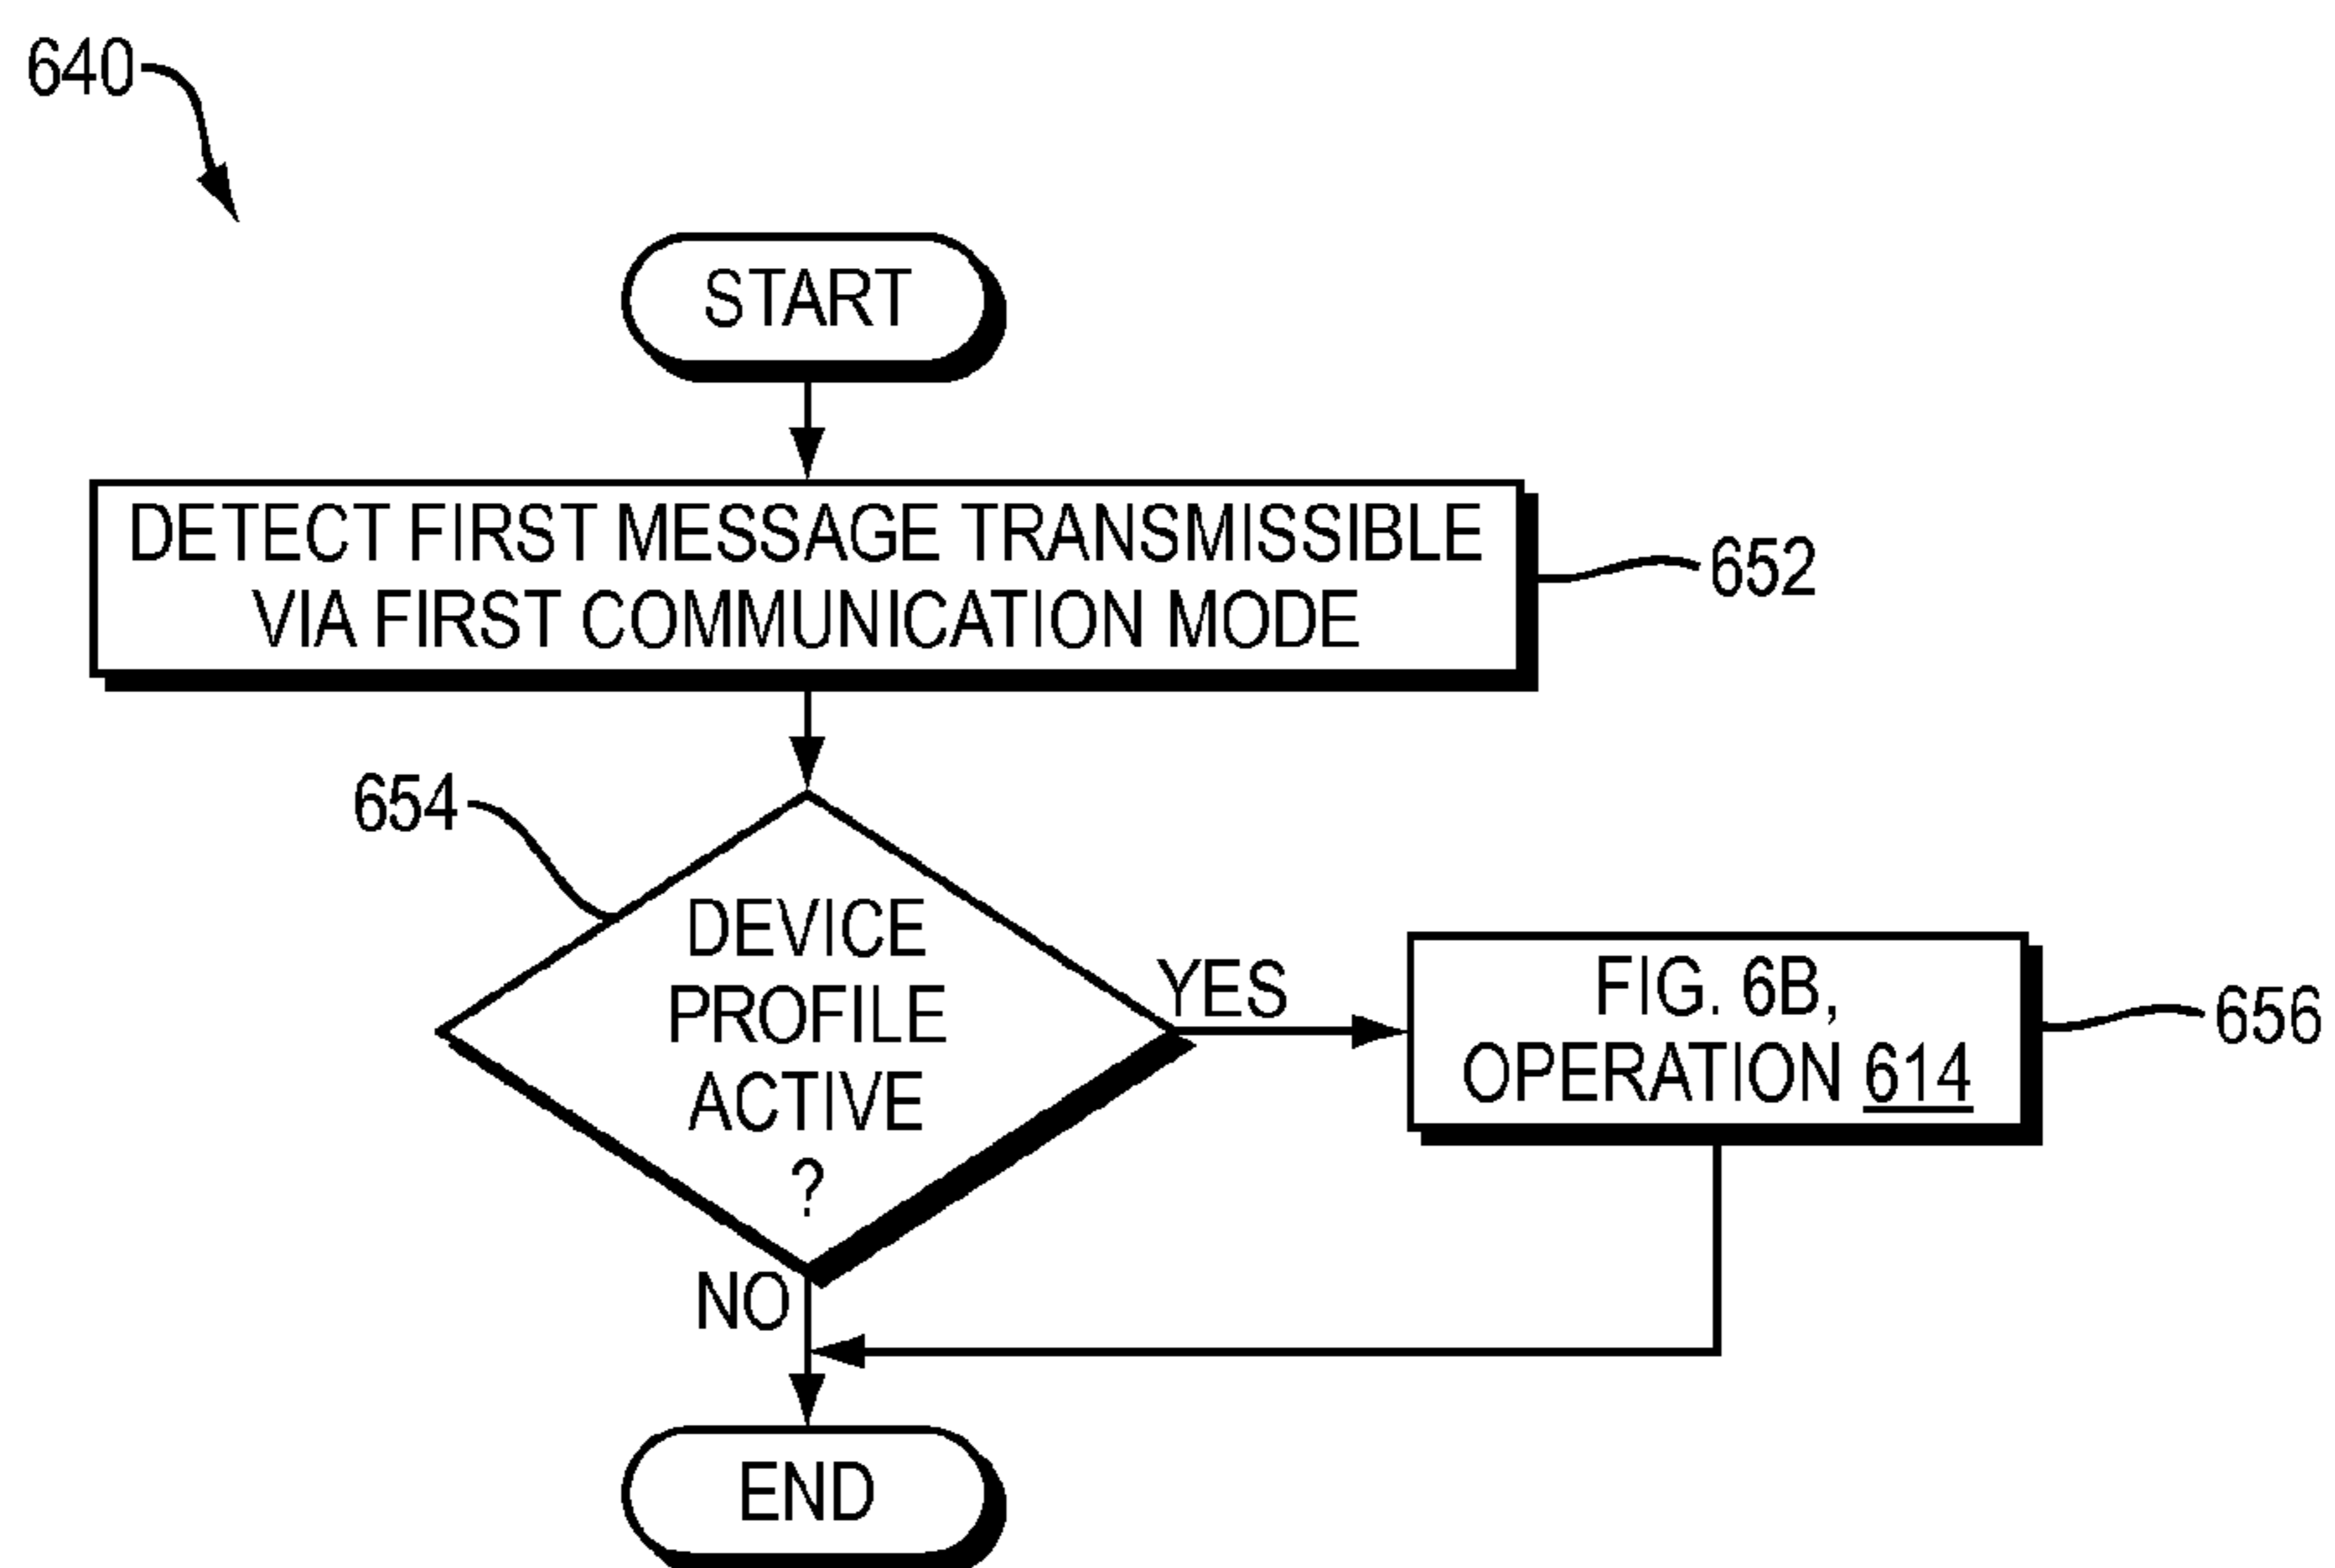 640
START
DETECT FIRST MESSAGE TRANSMISSIBLE
VIA FIRST COMMUNICATION MODE
652
654
DEVICE
PROFILE
ACTIVE
?
YES
FIG. 6B,
OPERATION 614
656
NO
END